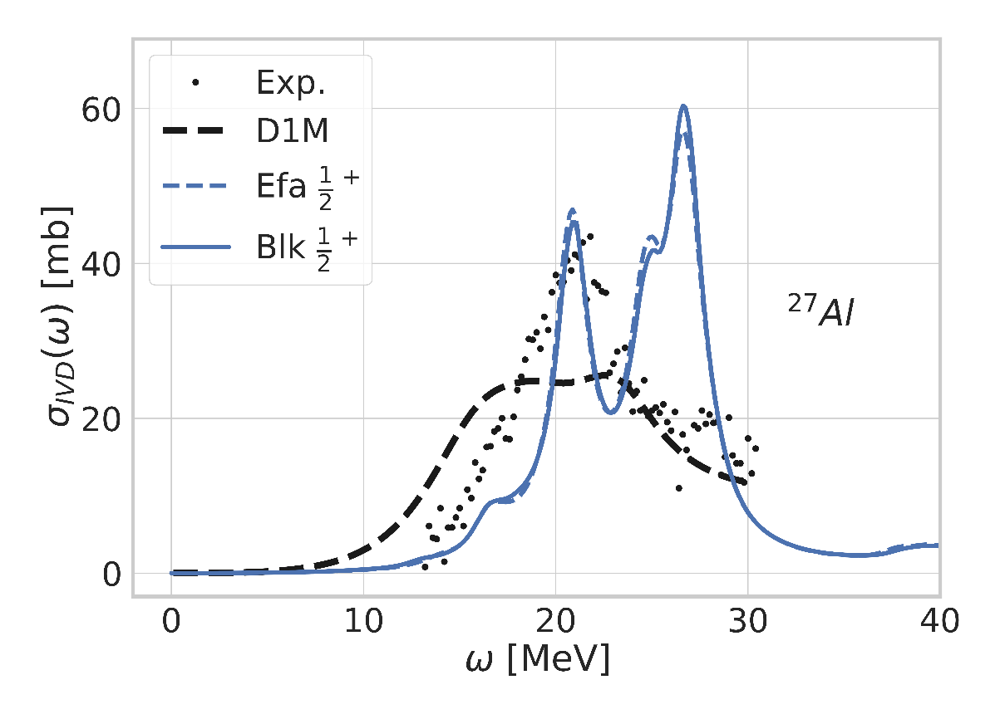 Exp.
D1M
Efa 1/2 +
Blk 1/2 +
27Al
σIVD(ω) [mb]
60
40
20
0
0 10 20 30 40
ω [MeV]